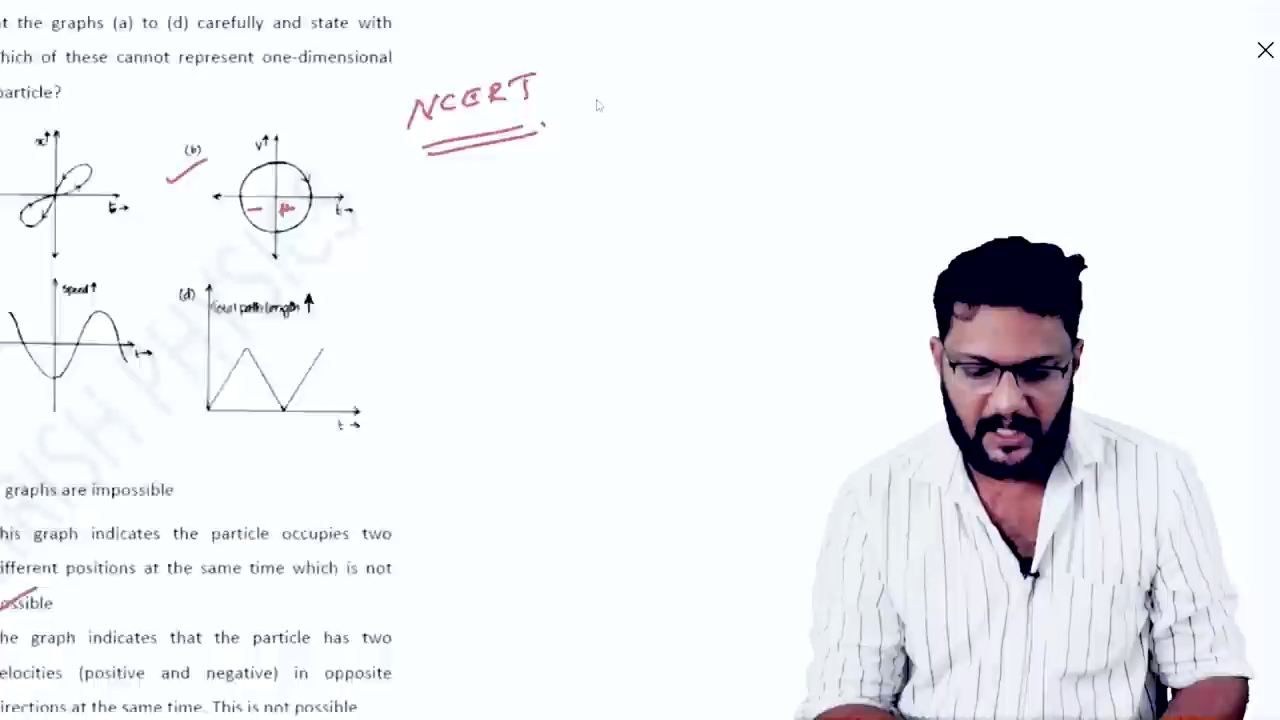 t the graphs (a) to (d) carefully and state with
hich of these cannot represent one-dimensional
particle?
NCERT
x
t
(b)
v
t
Speed
t
(d)
Total path length
t
graphs are impossible
his graph indicates the particle occupies two
ifferent positions at the same time which is not
ossible
he graph indicates that the particle has two
elocities (positive and negative) in opposite
irections at the same time. This is not possible
PHYSICS